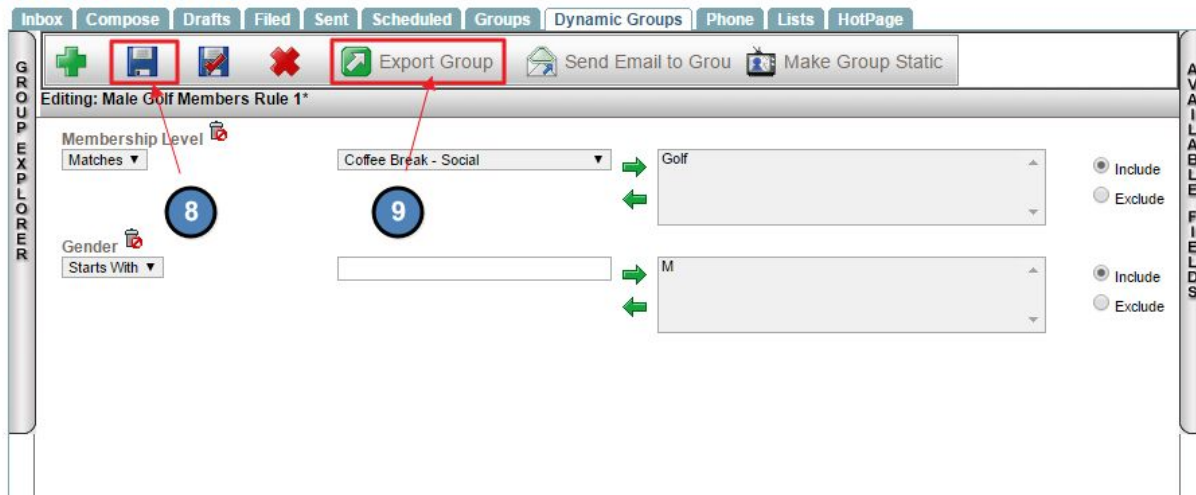 Inbox Compose Drafts Filed Sent Scheduled Groups Dynamic Groups Phone Lists HotPage
Export Group Send Email to Grou Make Group Static
GROUP EXPLORER
Editing: Male Golf Members Rule 1*
Membership Level
Matches Coffee Break - Social Golf Include
Exclude
8 9
Gender
Starts With M Include
Exclude
AVAILABLE FIELDS